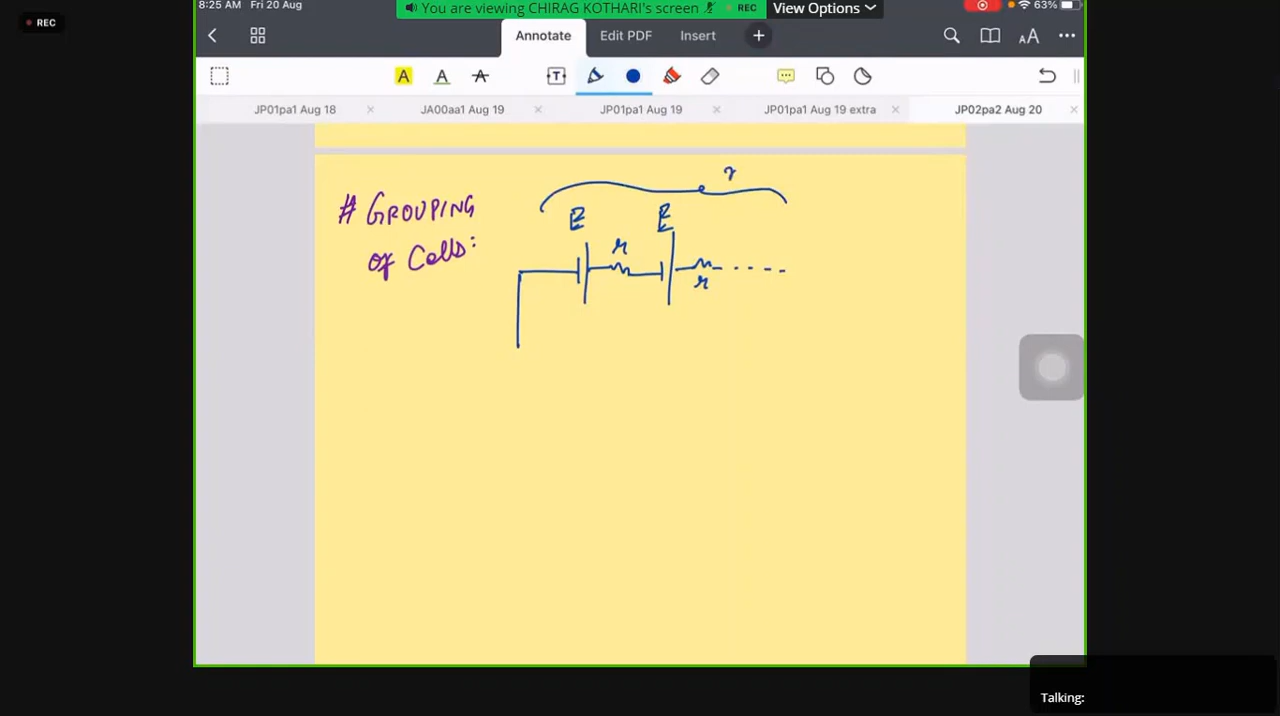 REC
8:25 AM Fri 20 Aug
You are viewing CHIRAG KOTHARI's screen
REC
View Options
63%
Annotate
Edit PDF
Insert
+
AA
A A A T
JP01pa1 Aug 18
JA00aa1 Aug 19
JP01pa1 Aug 19
JP01pa1 Aug 19 extra
JP02pa2 Aug 20
# GROUPING
of Cells:
E
E
r
r
Talking: